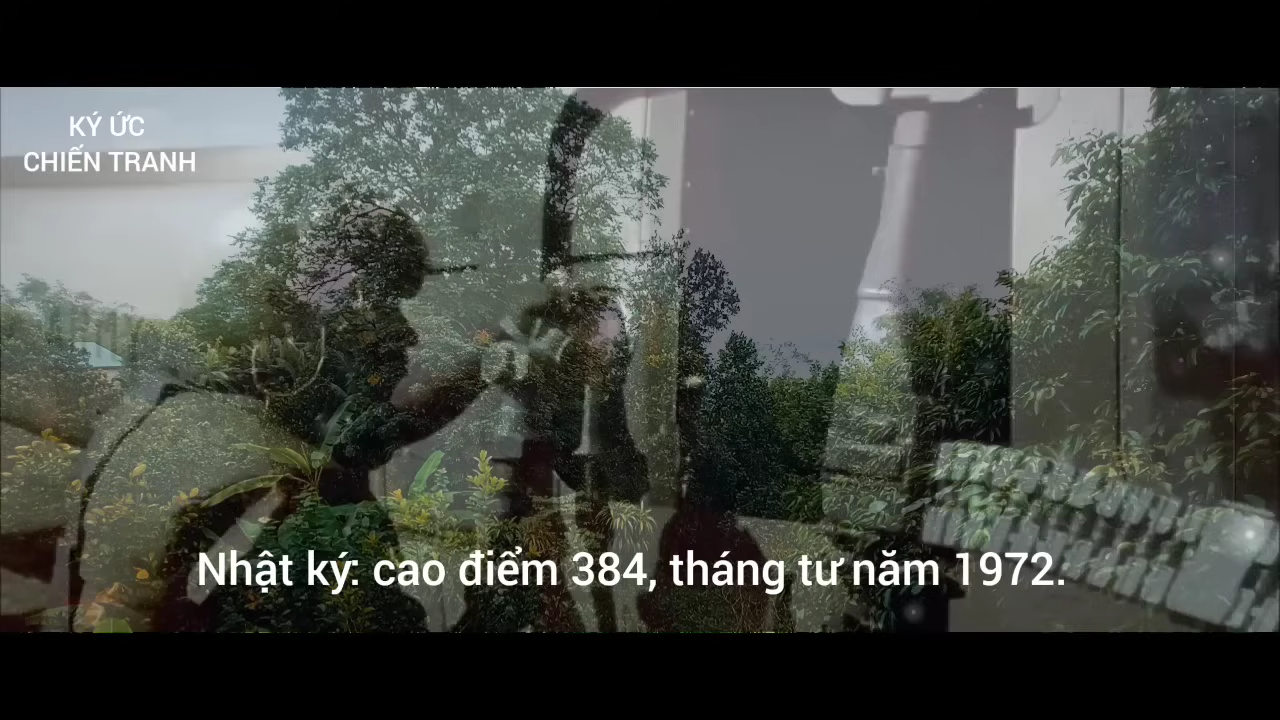 KÝ ỨC
CHIẾN TRANH
Nhật ký: cao điểm 384, tháng tư năm 1972.